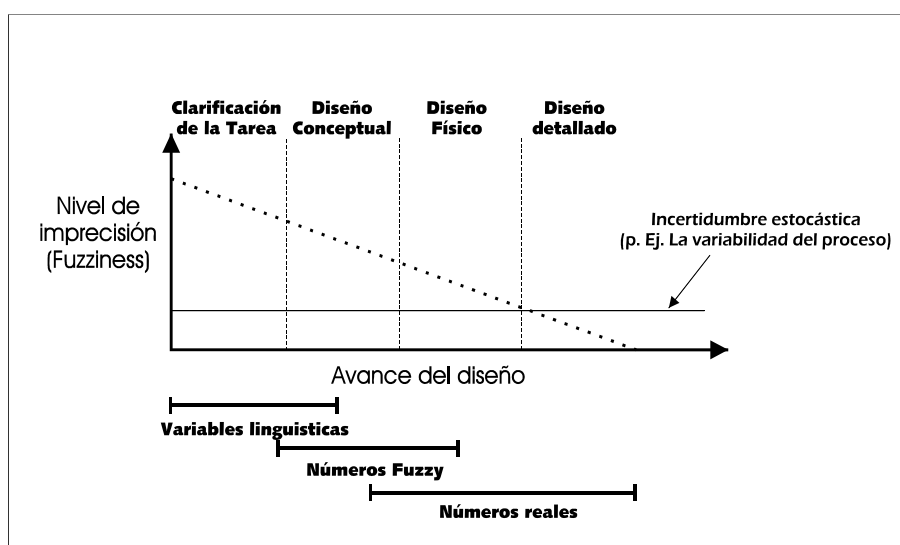 Clarificación
de la Tarea
Diseño
Conceptual
Diseño
Físico
Diseño
detallado
Nivel de
imprecisión
(Fuzziness)
Incertidumbre estocástica
(p. Ej. La variabilidad del proceso)
Avance del diseño
Variables linguisticas
Números Fuzzy
Números reales